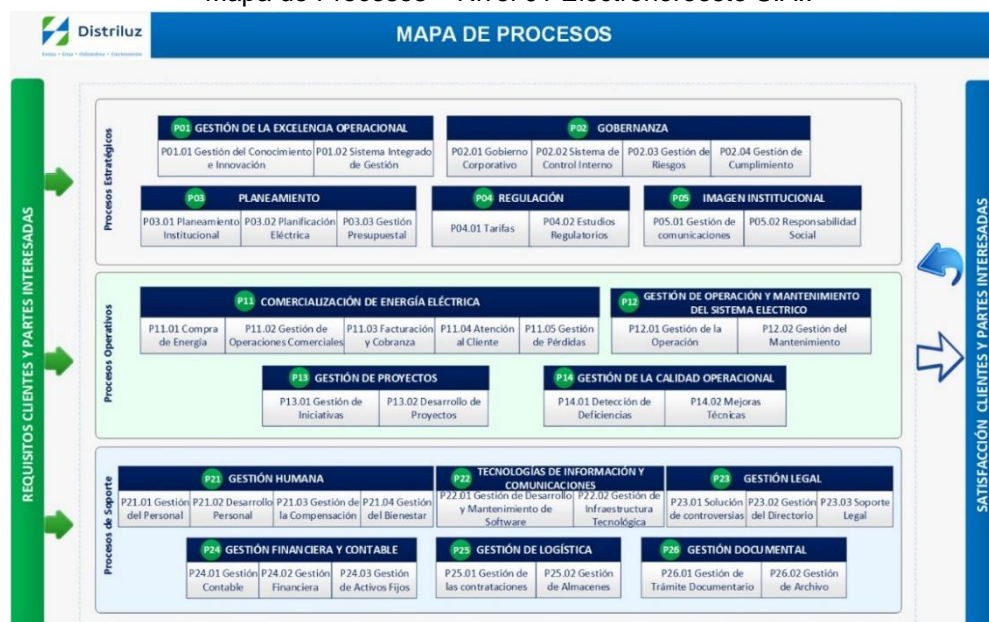 Distriluz
MAPA DE PROCESOS
REQUISITOS CLIENTES Y PARTES INTERESADAS
Procesos Estratégicos
P01 GESTIÓN DE LA EXCELENCIA OPERACIONAL
P01.01 Gestión del Conocimiento
e Innovación
P01.02 Sistema Integrado
de Gestión
P02 GOBERNANZA
P02.01 Gobierno
Corporativo
P02.02 Sistema de
Control Interno
P02.03 Gestión de
Riesgos
P02.04 Gestión de
Cumplimiento
P03 PLANEAMIENTO
P03.01 Planeamiento
Institucional
P03.02 Planificación
Eléctrica
P03.03 Gestión
Presupuestal
P04 REGULACIÓN
P04.01 Tarifas
P04.02 Estudios
Regulatorios
P05 IMAGEN INSTITUCIONAL
P05.01 Gestión de
comunicaciones
P05.02 Responsabilidad
Social
Procesos Operativos
P11 COMERCIALIZACIÓN DE ENERGÍA ELÉCTRICA
P11.01 Compra
de Energía
P11.02 Gestión de
Operaciones Comerciales
P11.03 Facturación
y Cobranza
P11.04 Atención
al Cliente
P11.05 Gestión
de Pérdidas
P12 GESTIÓN DE OPERACIÓN Y MANTENIMIENTO
DEL SISTEMA ELECTRICO
P12.01 Gestión de la
Operación
P12.02 Gestión del
Mantenimiento
P13 GESTIÓN DE PROYECTOS
P13.01 Gestión de
Iniciativas
P13.02 Desarrollo de
Proyectos
P14 GESTIÓN DE LA CALIDAD OPERACIONAL
P14.01 Detección de
Deficiencias
P14.02 Mejoras
Técnicas
Procesos de Soporte
P21 GESTIÓN HUMANA
P21.01 Gestión
del Personal
P21.02 Desarrollo
Personal
P21.03 Gestión de
la Compensación
P21.04 Gestión
del Bienestar
P22 TECNOLOGÍAS DE INFORMACIÓN Y
COMUNICACIONES
P22.01 Gestión de Desarrollo
y Mantenimiento de
Software
P22.02 Gestión de
Infraestructura
Tecnológica
P23 GESTIÓN LEGAL
P23.01 Solución
de controversias
P23.02 Gestión
del Directorio
P23.03 Soporte
Legal
P24 GESTIÓN FINANCIERA Y CONTABLE
P24.01 Gestión
Contable
P24.02 Gestión
Financiera
P24.03 Gestión
de Activos Fijos
P25 GESTIÓN DE LOGÍSTICA
P25.01 Gestión de
las contrataciones
P25.02 Gestión
de Almacenes
P26 GESTIÓN DOCUMENTAL
P26.01 Gestión de
Trámite Documentario
P26.02 Gestión
de Archivo
SATISFACCIÓN CLIENTES Y PARTES INTERESADAS